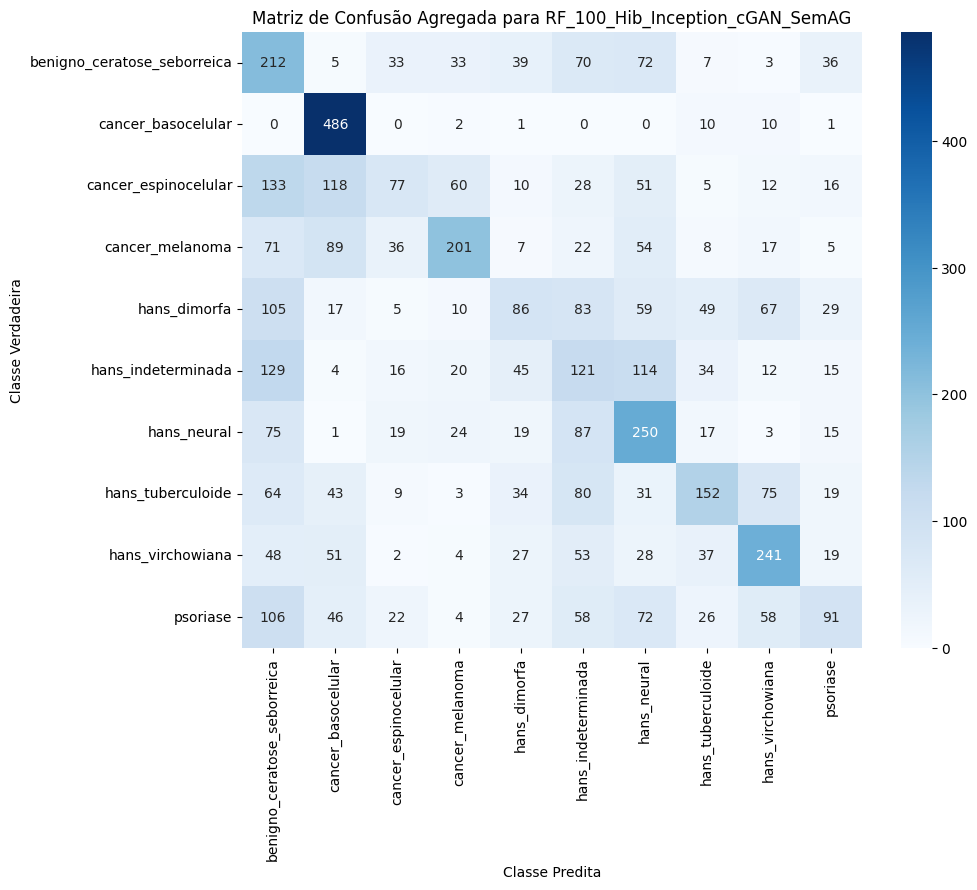 Matriz de Confusão Agregada para RF_100_Hib_Inception_cGAN_SemAG
benigno_ceratose_seborreica 212 5 33 33 39 70 72 7 3 36
cancer_basocelular 0 486 0 2 1 0 0 10 10 1
cancer_espinocelular 133 118 77 60 10 28 51 5 12 16
cancer_melanoma 71 89 36 201 7 22 54 8 17 5
hans_dimorfa 105 17 5 10 86 83 59 49 67 29
hans_indeterminada 129 4 16 20 45 121 114 34 12 15
hans_neural 75 1 19 24 19 87 250 17 3 15
hans_tuberculoide 64 43 9 3 34 80 31 152 75 19
hans_virchowiana 48 51 2 4 27 53 28 37 241 19
psoriase 106 46 22 4 27 58 72 26 58 91
Classe Verdadeira
benigno_ceratose_seborreica
cancer_basocelular
cancer_espinocelular
cancer_melanoma
hans_dimorfa
hans_indeterminada
hans_neural
hans_tuberculoide
hans_virchowiana
psoriase
Classe Predita
400
300
200
100
0